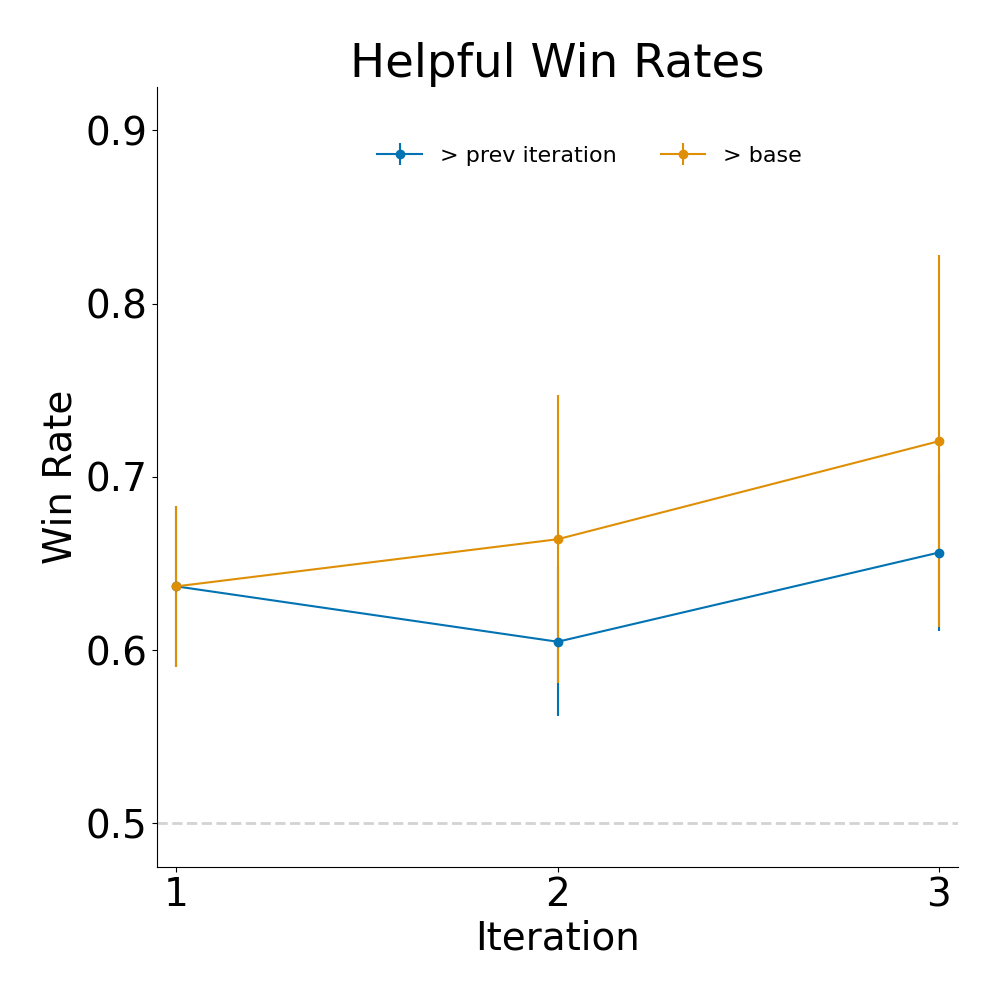 Helpful Win Rates
> prev iteration
> base
0.9
0.8
0.7
0.6
0.5
Win Rate
1 2 3
Iteration